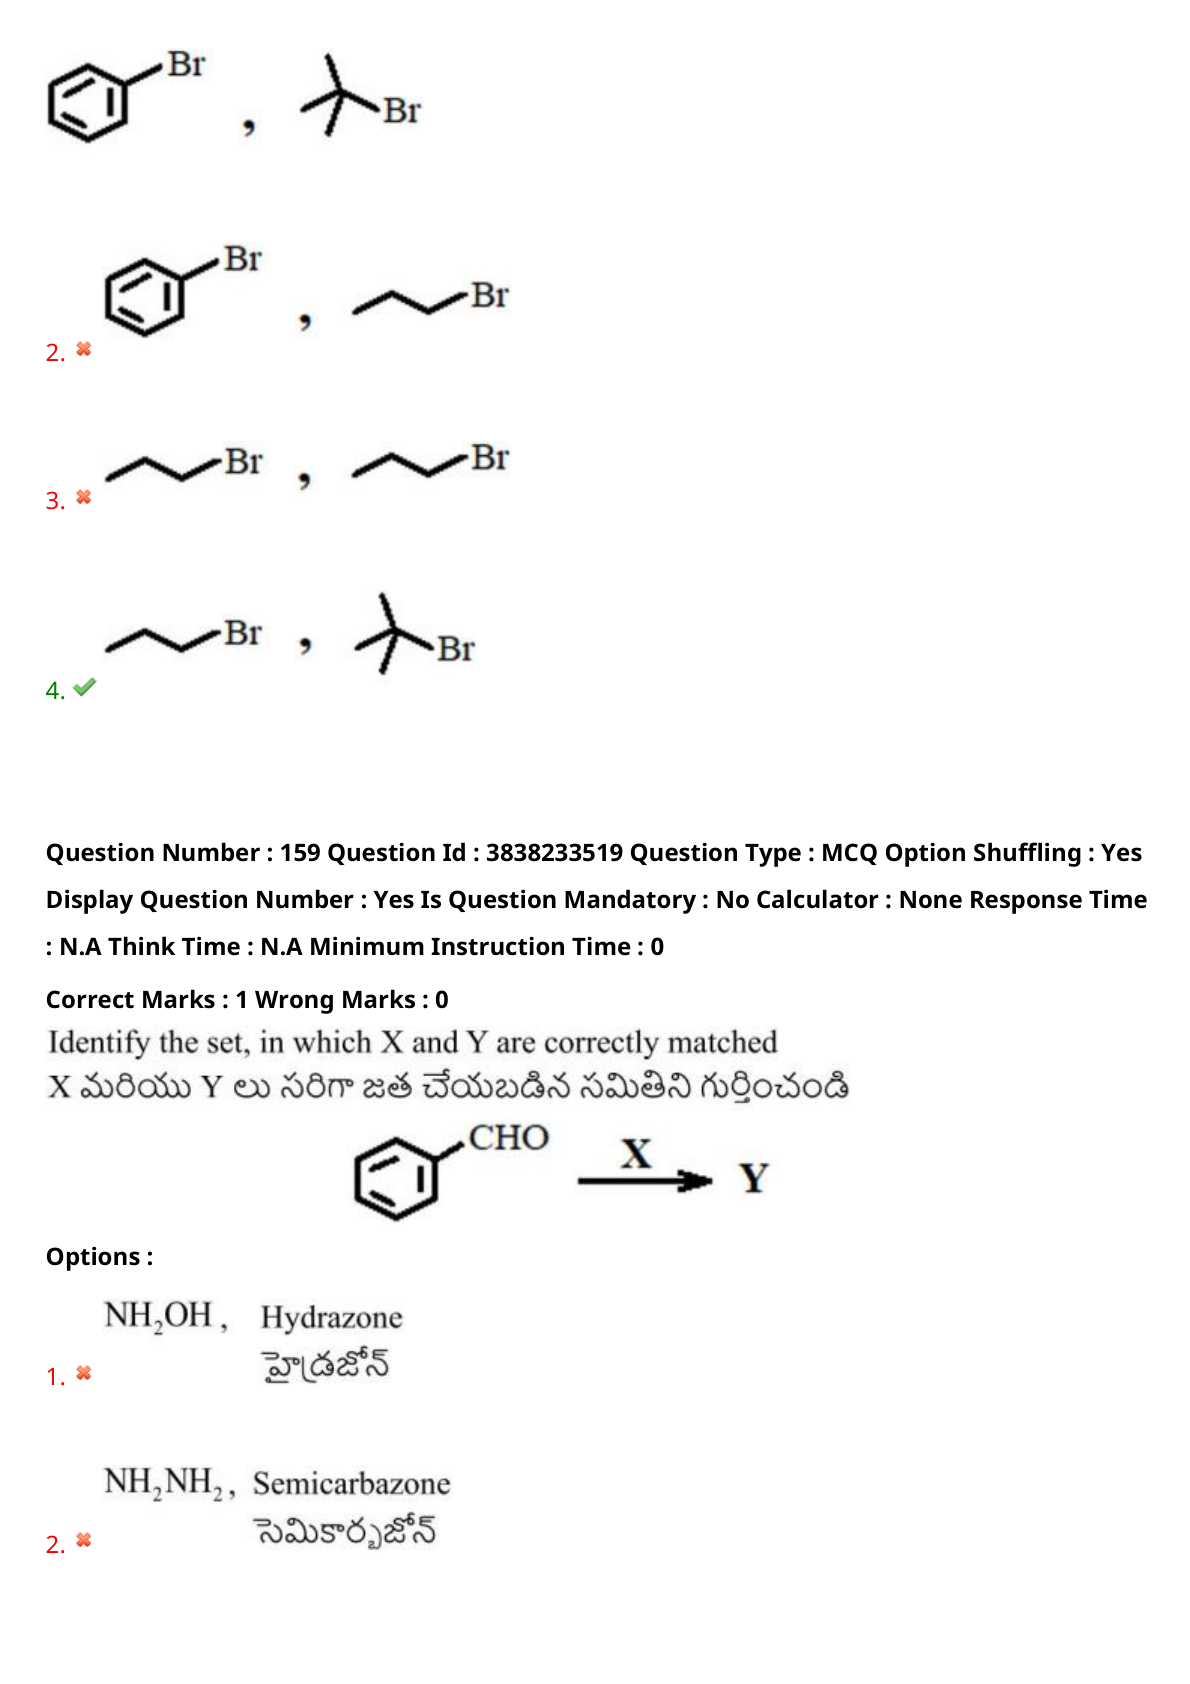 Br
, Br
Br
, Br
2.
Br , Br
3.
Br , Br
4.
Question Number : 159 Question Id : 3838233519 Question Type : MCQ Option Shuffling : Yes
Display Question Number : Yes Is Question Mandatory : No Calculator : None Response Time
: N.A Think Time : N.A Minimum Instruction Time : 0
Correct Marks : 1 Wrong Marks : 0
Identify the set, in which X and Y are correctly matched
X మరియు Y లు సరిగా జత చేయబడిన సమితిని గుర్తించండి
CHO X Y
Options :
NH₂OH , Hydrazone
హైడ్రజోన్
1.
NH₂NH₂ , Semicarbazone
సెమికార్బజోన్
2.